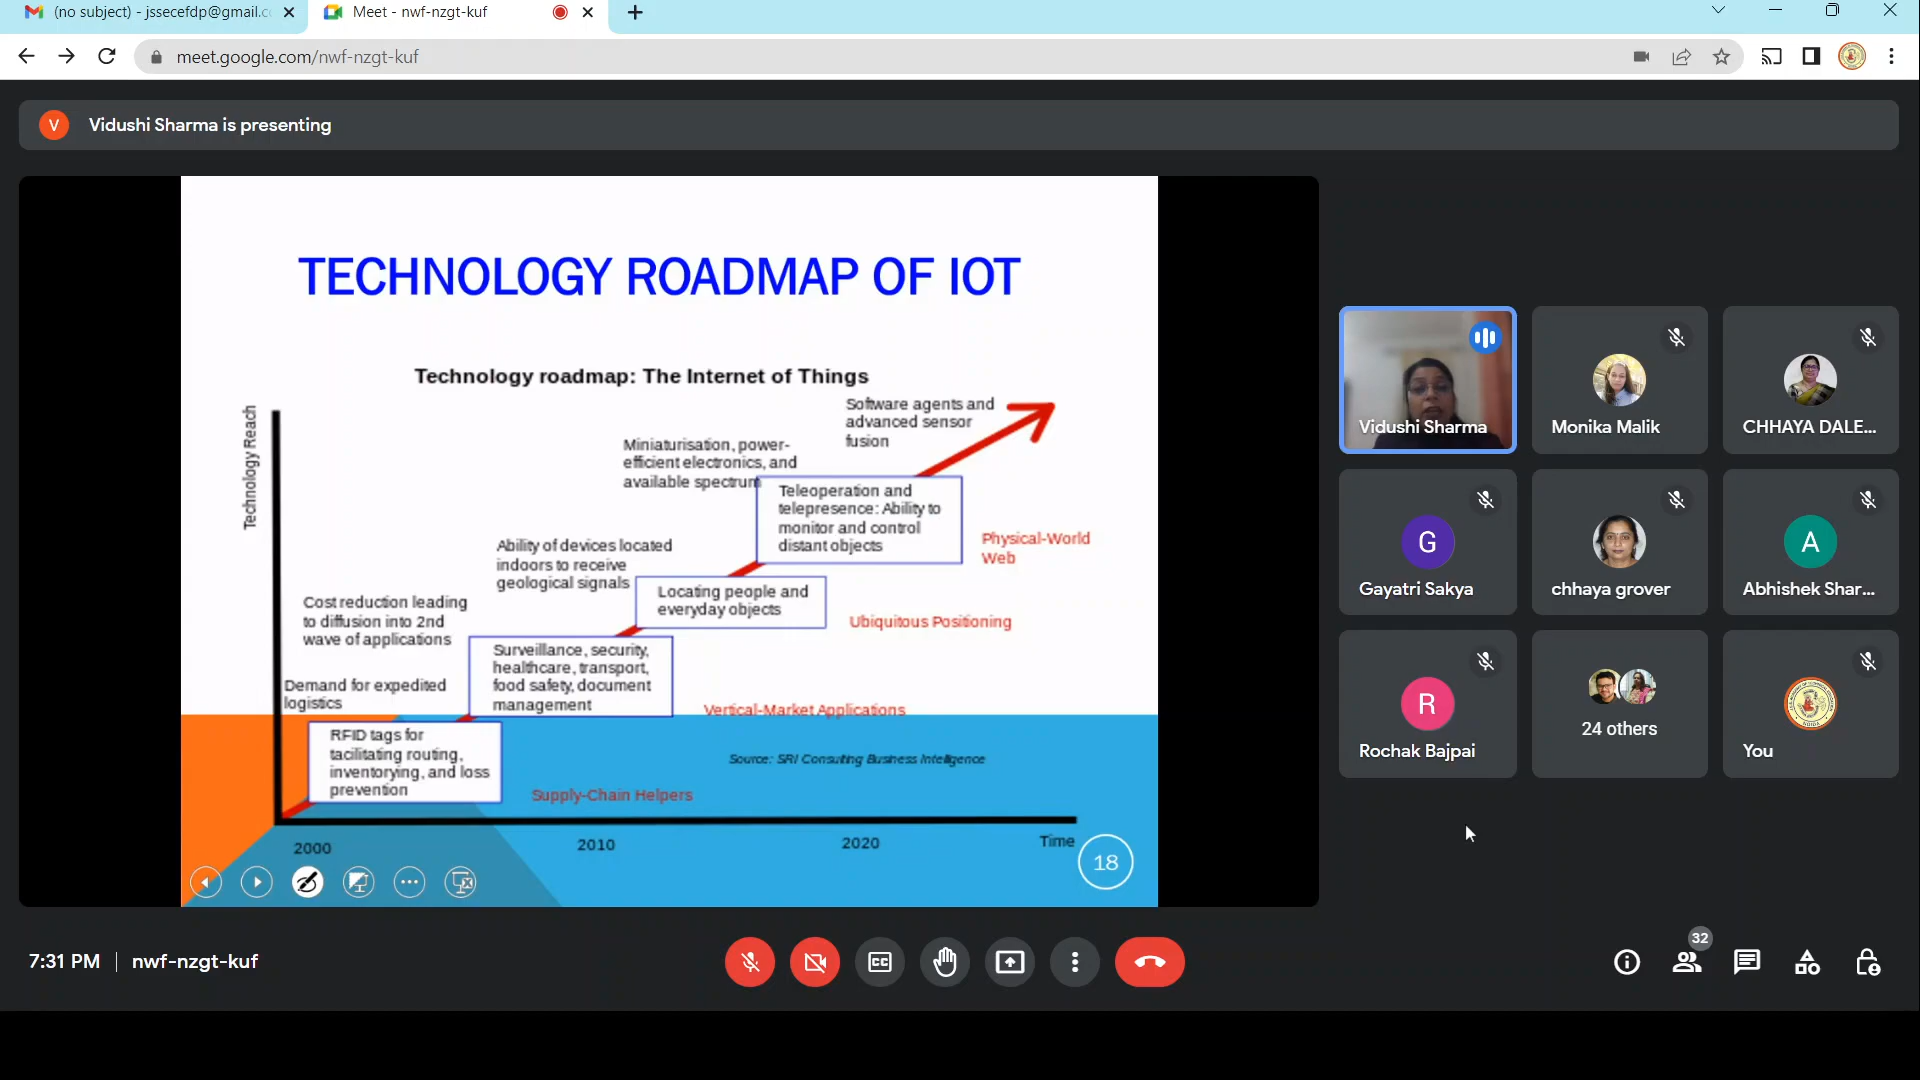 (no subject) - jssecefdp@gmail.c
Meet - nwf-nzgt-kuf
meet.google.com/nwf-nzgt-kuf
V
Vidushi Sharma is presenting
TECHNOLOGY ROADMAP OF IOT
Technology roadmap: The Internet of Things
Technology Reach
Software agents and
advanced sensor
fusion
Miniaturisation, power-
efficient electronics, and
available spectrum
Teleoperation and
telepresence: Ability to
monitor and control
distant objects
Physical-World
Web
Ability of devices located
indoors to receive
geological signals
Locating people and
everyday objects
Ubiquitous Positioning
Cost reduction leading
to diffusion into 2nd
wave of applications
Surveillance, security,
healthcare, transport,
food safety, document
management
Vertical-Market Applications
Demand for expedited
logistics
RFID tags for
facilitating routing,
inventorying, and loss
prevention
Supply-Chain Helpers
Source: SRI Consulting Business Intelligence
2000
2010
2020
Time
18
Vidushi Sharma
Monika Malik
CHHAYA DALE...
G
Gayatri Sakya
chhaya grover
A
Abhishek Shar...
R
Rochak Bajpai
24 others
You
7:31 PM
nwf-nzgt-kuf
CC
32